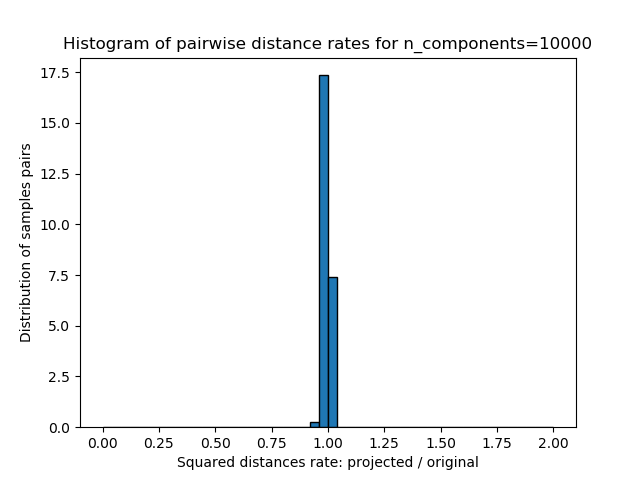 Histogram of pairwise distance rates for n_components=10000
17.5
15.0
12.5
10.0
7.5
5.0
2.5
0.0
Distribution of samples pairs
0.00 0.25 0.50 0.75 1.00 1.25 1.50 1.75 2.00
Squared distances rate: projected / original